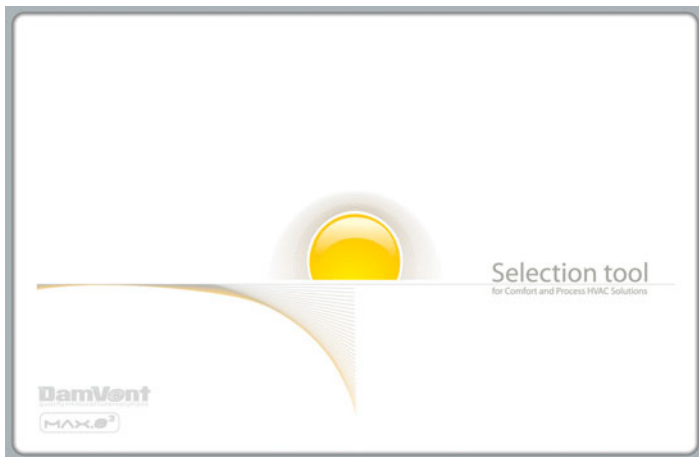 Selection tool
for Comfort and Process HVAC Solutions
DamVent
MAX.e³